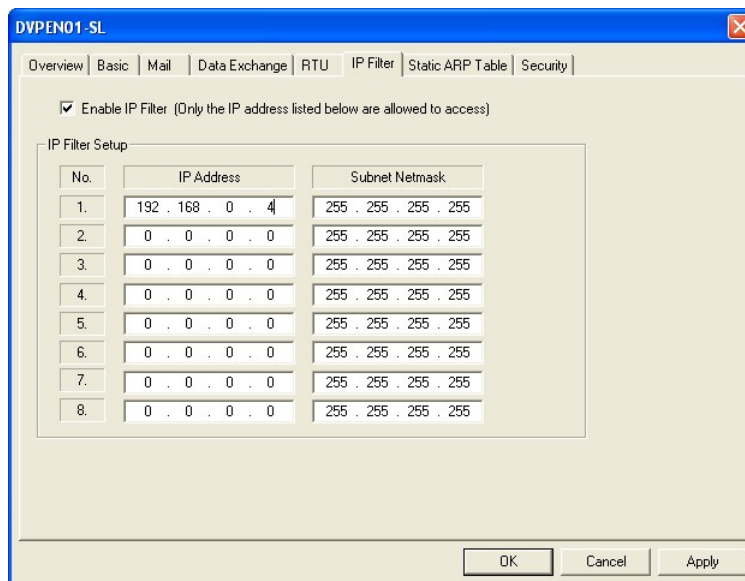 DVPEN01-SL
Overview Basic Mail Data Exchange RTU IP Filter Static ARP Table Security
Enable IP Filter (Only the IP address listed below are allowed to access)
IP Filter Setup
No. IP Address Subnet Netmask
1. 192 . 168 . 0 . 4 255 . 255 . 255 . 255
2. 0 . 0 . 0 . 0 255 . 255 . 255 . 255
3. 0 . 0 . 0 . 0 255 . 255 . 255 . 255
4. 0 . 0 . 0 . 0 255 . 255 . 255 . 255
5. 0 . 0 . 0 . 0 255 . 255 . 255 . 255
6. 0 . 0 . 0 . 0 255 . 255 . 255 . 255
7. 0 . 0 . 0 . 0 255 . 255 . 255 . 255
8. 0 . 0 . 0 . 0 255 . 255 . 255 . 255
OK Cancel Apply